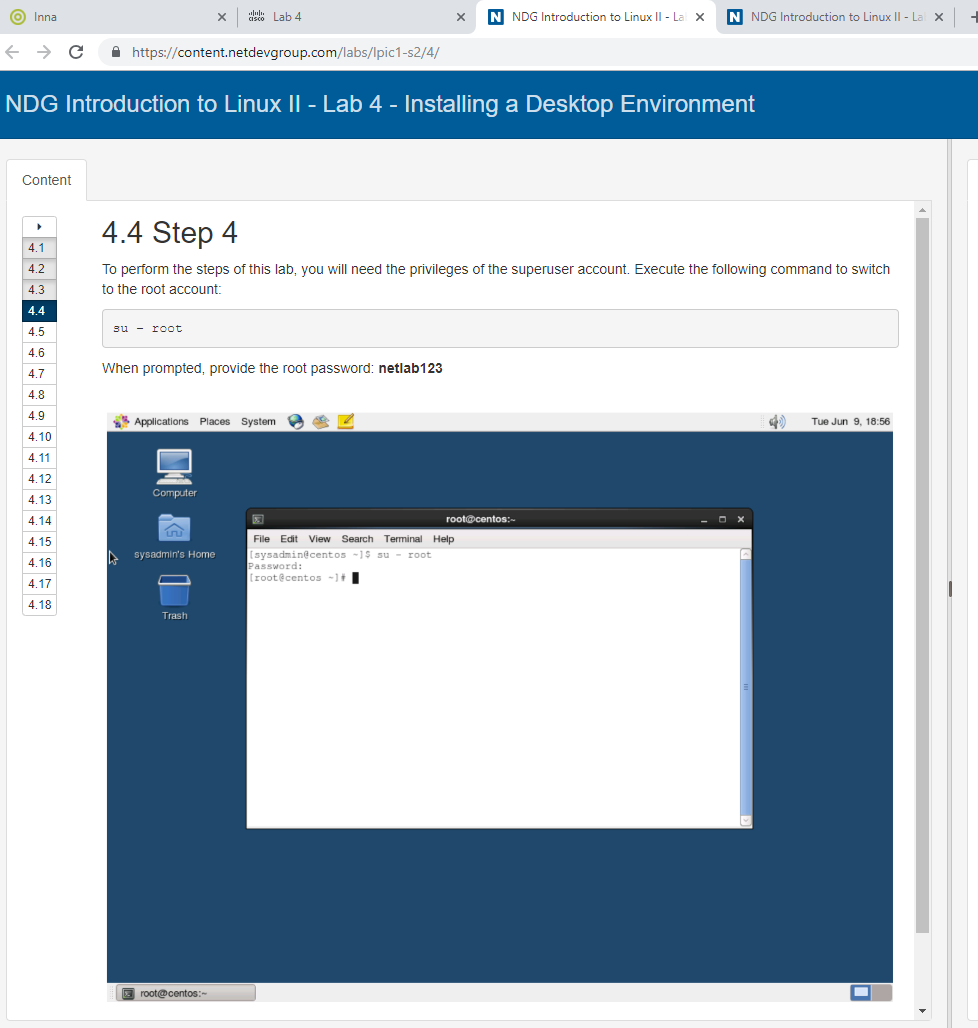 Inna
Lab 4
NDG Introduction to Linux II - La
NDG Introduction to Linux II - La
https://content.netdevgroup.com/labs/lpic1-s2/4/
NDG Introduction to Linux II - Lab 4 - Installing a Desktop Environment
Content
4.1
4.2
4.3
4.4
4.5
4.6
4.7
4.8
4.9
4.10
4.11
4.12
4.13
4.14
4.15
4.16
4.17
4.18
4.4 Step 4
To perform the steps of this lab, you will need the privileges of the superuser account. Execute the following command to switch
to the root account:
su - root
When prompted, provide the root password: netlab123
Applications Places System Tue Jun 9, 18:56
Computer
sysadmin's Home
Trash
root@centos:~
File Edit View Search Terminal Help
[sysadmin@centos ~]$ su - root
Password:
[root@centos ~]#
root@centos:~